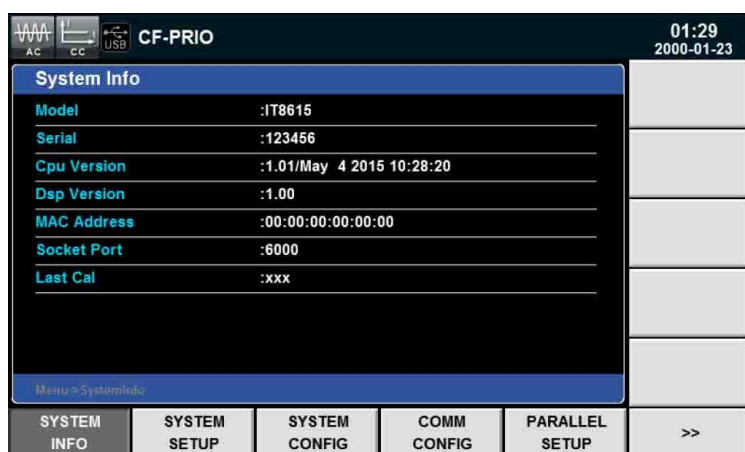 AC CC USB CF-PRIO 01:29
2000-01-23
System Info
Model :IT8615
Serial :123456
Cpu Version :1.01/May 4 2015 10:28:20
Dsp Version :1.00
MAC Address :00:00:00:00:00:00
Socket Port :6000
Last Cal :xxx
Menu->SystemInfo
SYSTEM INFO
SYSTEM SETUP
SYSTEM CONFIG
COMM CONFIG
PARALLEL SETUP
>>